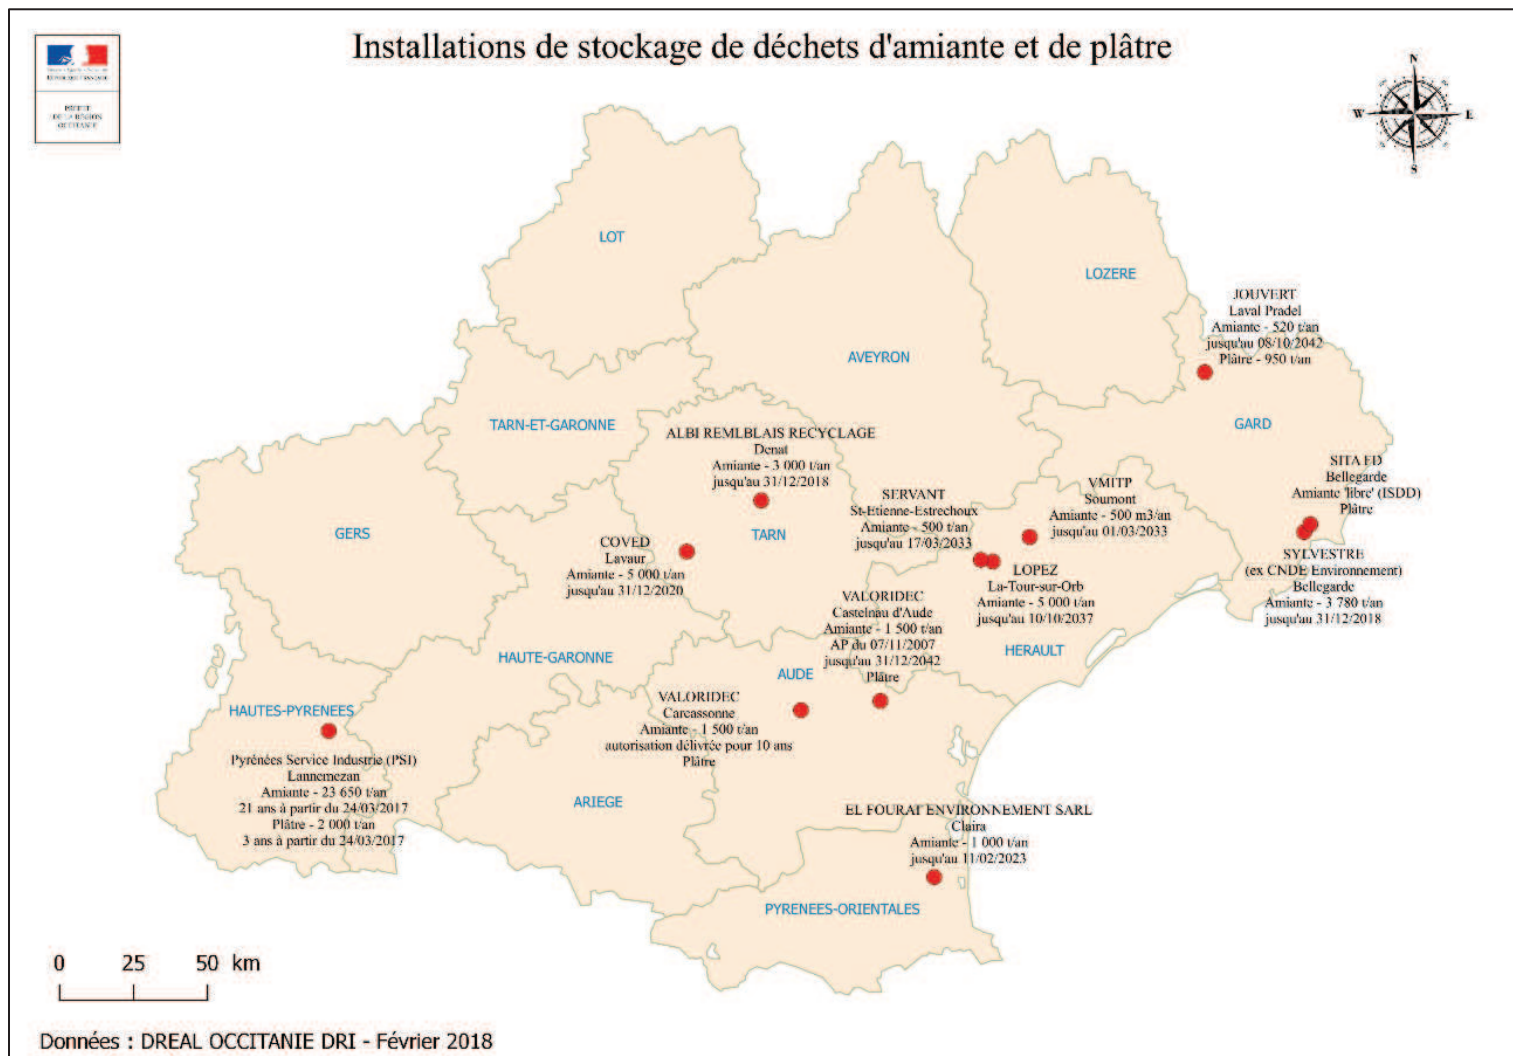 Installations de stockage de déchets d'amiante et de plâtre
RÉPUBLIQUE FRANÇAISE
PRÉFET
DE LA RÉGION
OCCITANIE
N
W
E
S
LOT
LOZERE
JOUVERT
Laval Pradel
Amiante - 520 t/an
jusqu'au 08/10/2042
Plâtre - 950 t/an
AVEYRON
TARN-ET-GARONNE
GARD
ALBI REMLBLAIS RECYCLAGE
Denat
Amiante - 3 000 t/an
jusqu'au 31/12/2018
SITA FD
Bellegarde
Amiante 'libre' (ISDD)
Plâtre
VMITP
Soumont
Amiante - 500 m3/an
jusqu'au 01/03/2033
SERVANT
St-Etienne-Estrechoux
Amiante - 500 t/an
jusqu'au 17/03/2033
GERS
TARN
COVED
Lavaur
Amiante - 5 000 t/an
jusqu'au 31/12/2020
SYLVESTRE
(ex CNDE Environnement)
Bellegarde
Amiante - 3 780 t/an
jusqu'au 31/12/2018
LOPEZ
La-Tour-sur-Orb
Amiante - 5 000 t/an
jusqu'au 10/10/2037
VALORIDEC
Castelnau d'Aude
Amiante - 1 500 t/an
AP du 07/11/2007
jusqu'au 31/12/2042
Plâtre
HERAULT
HAUTE-GARONNE
AUDE
VALORIDEC
Carcassonne
Amiante - 1 500 t/an
autorisation délivrée pour 10 ans
Plâtre
HAUTES-PYRENEES
Pyrénées Service Industrie (PSI)
Lannemezan
Amiante - 23 650 t/an
21 ans à partir du 24/03/2017
Plâtre - 2 000 t/an
3 ans à partir du 24/03/2017
ARIEGE
EL FOURAT ENVIRONNEMENT SARL
Claira
Amiante - 1 000 t/an
jusqu'au 11/02/2023
PYRENEES-ORIENTALES
0 25 50 km
Données : DREAL OCCITANIE DRI - Février 2018